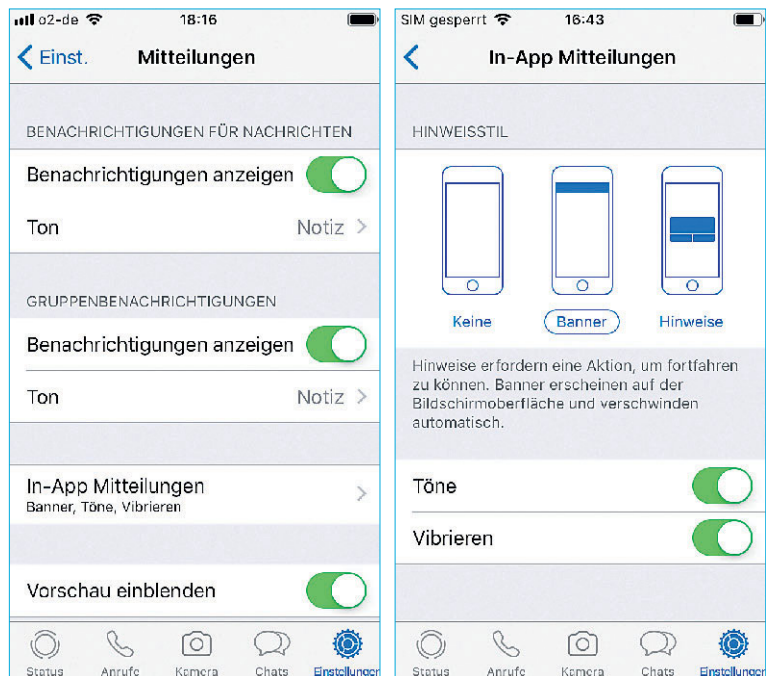 o2-de 18:16
Einst. Mitteilungen
BENACHRICHTIGUNGEN FÜR NACHRICHTEN
Benachrichtigungen anzeigen
Ton Notiz
GRUPPENBENACHRICHTIGUNGEN
Benachrichtigungen anzeigen
Ton Notiz
In-App Mitteilungen
Banner, Töne, Vibrieren
Vorschau einblenden
Status Anrufe Kamera Chats Einstellungen
SIM gesperrt 16:43
In-App Mitteilungen
HINWEISSTIL
Keine Banner Hinweise
Hinweise erfordern eine Aktion, um fortfahren
zu können. Banner erscheinen auf der
Bildschirmoberfläche und verschwinden
automatisch.
Töne
Vibrieren
Status Anrufe Kamera Chats Einstellungen